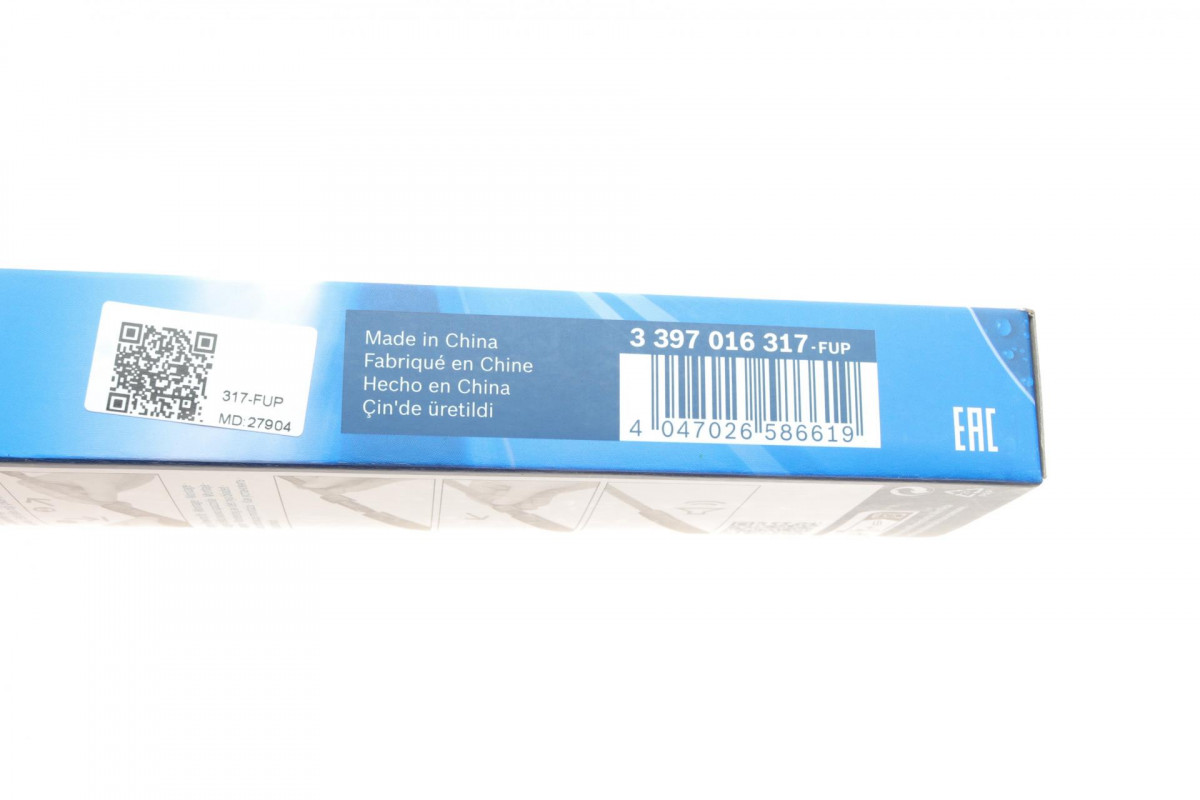 317-FUP
MD:27904
Made in China
Fabriqué en Chine
Hecho en China
Çin'de üretildi
3 397 016 317-FUP
4 047026 586619
EAC